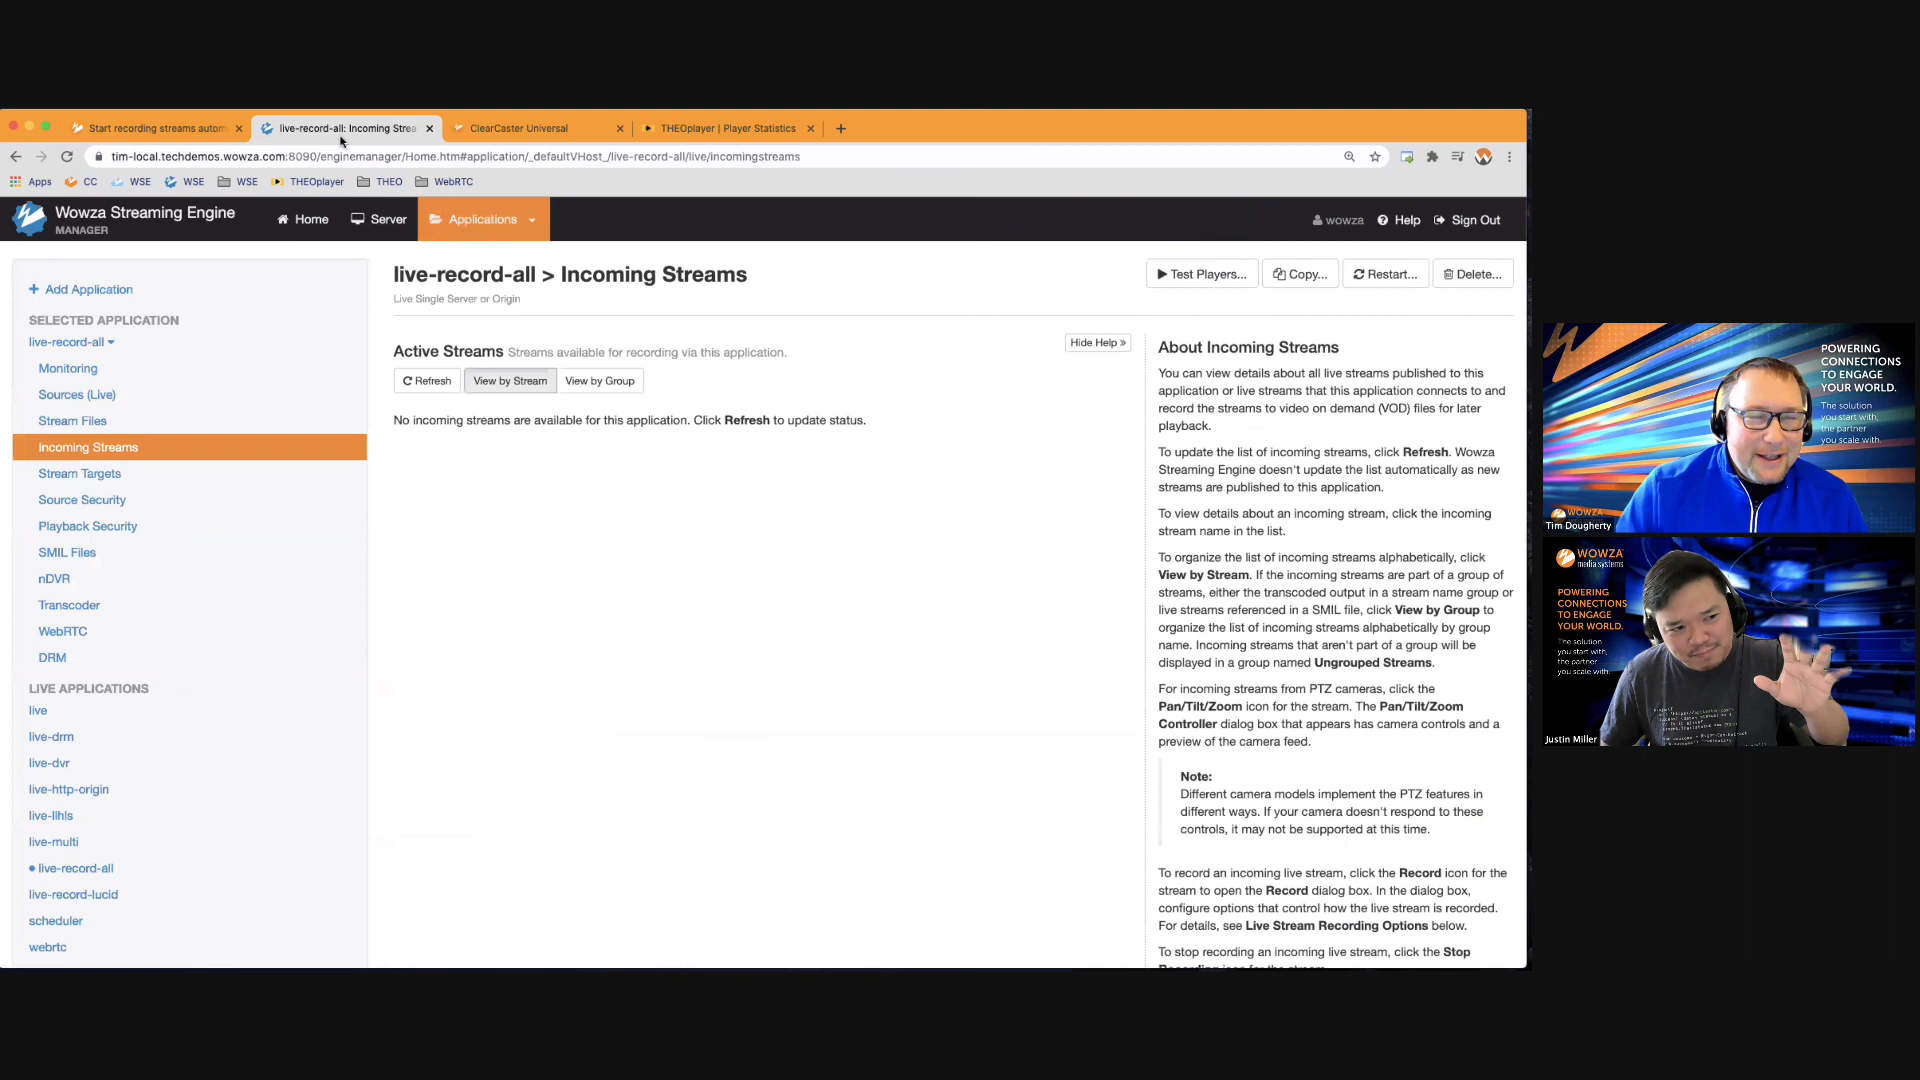 Start recording streams autom
live-record-all: Incoming Strea
ClearCaster Universal
THEOplayer | Player Statistics
tim-local.techdemos.wowza.com:8090/enginemanager/Home.htm#application/_defaultVHost_/live-record-all/live/incomingstreams
Apps CC WSE WSE WSE THEOplayer THEO WebRTC
Wowza Streaming Engine
MANAGER
Home Server Applications
wowza Help Sign Out
Add Application
SELECTED APPLICATION
live-record-all
Monitoring
Sources (Live)
Stream Files
Incoming Streams
Stream Targets
Source Security
Playback Security
SMIL Files
nDVR
Transcoder
WebRTC
DRM
LIVE APPLICATIONS
live
live-drm
live-dvr
live-http-origin
live-llhls
live-multi
live-record-all
live-record-lucid
scheduler
webrtc
live-record-all > Incoming Streams
Live Single Server or Origin
Test Players... Copy... Restart... Delete...
Active Streams Streams available for recording via this application.
Hide Help »
Refresh View by Stream View by Group
No incoming streams are available for this application. Click Refresh to update status.
About Incoming Streams
You can view details about all live streams published to this
application or live streams that this application connects to and
record the streams to video on demand (VOD) files for later
playback.
To update the list of incoming streams, click Refresh. Wowza
Streaming Engine doesn't update the list automatically as new
streams are published to this application.
To view details about an incoming stream, click the incoming
stream name in the list.
To organize the list of incoming streams alphabetically, click
View by Stream. If the incoming streams are part of a group of
streams, either the transcoded output in a stream name group or
live streams referenced in a SMIL file, click View by Group to
organize the list of incoming streams alphabetically by group
name. Incoming streams that aren't part of a group will be
displayed in a group named Ungrouped Streams.
For incoming streams from PTZ cameras, click the
Pan/Tilt/Zoom icon for the stream. The Pan/Tilt/Zoom
Controller dialog box that appears has camera controls and a
preview of the camera feed.
Note:
Different camera models implement the PTZ features in
different ways. If your camera doesn't respond to these
controls, it may not be supported at this time.
To record an incoming live stream, click the Record icon for the
stream to open the Record dialog box. In the dialog box,
configure options that control how the live stream is recorded.
For details, see Live Stream Recording Options below.
To stop recording an incoming live stream, click the Stop
Recording icon for the stream.
POWERING
CONNECTIONS
TO ENGAGE
YOUR WORLD.
The solution
you start with,
the partner
you scale with.
WOWZA
Tim Dougherty
WOWZA
media systems
POWERING
CONNECTIONS
TO ENGAGE
YOUR WORLD.
The solution
you start with,
the partner
you scale with.
Justin Miller